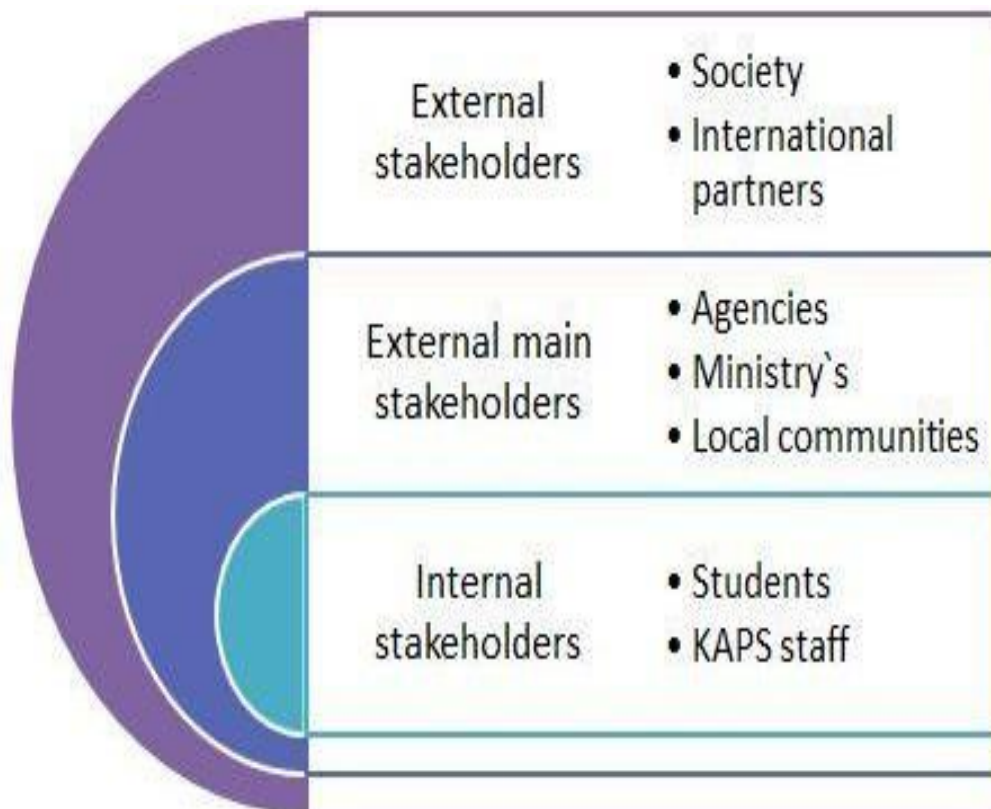 External
stakeholders
• Society
• International
partners
External main
stakeholders
• Agencies
• Ministry`s
• Local communities
Internal
stakeholders
• Students
• KAPS staff